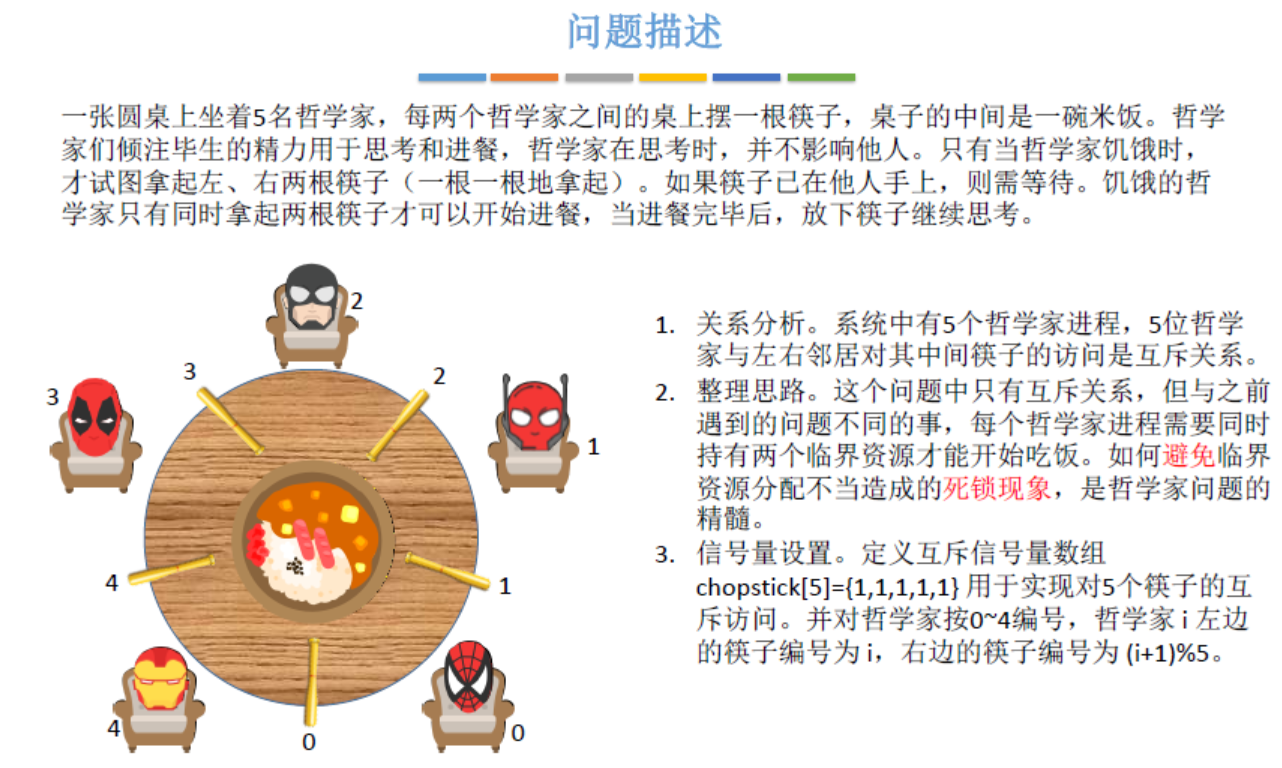 问题描述
一张圆桌上坐着5名哲学家，每两个哲学家之间的桌上摆一根筷子，桌子的中间是一碗米饭。哲学
家们倾注毕生的精力用于思考和进餐，哲学家在思考时，并不影响他人。只有当哲学家饥饿时，
才试图拿起左、右两根筷子（一根一根地拿起）。如果筷子已在他人手上，则需等待。饥饿的哲
学家只有同时拿起两根筷子才可以开始进餐，当进餐完毕后，放下筷子继续思考。
2
3
2
3
1
4
1
4
0
0
1. 关系分析。系统中有5个哲学家进程，5位哲学
家与左右邻居对其中间筷子的访问是互斥关系。
2. 整理思路。这个问题中只有互斥关系，但与之前
遇到的问题不同的事，每个哲学家进程需要同时
持有两个临界资源才能开始吃饭。如何避免临界
资源分配不当造成的死锁现象，是哲学家问题的
精髓。
3. 信号量设置。定义互斥信号量数组
chopstick[5]={1,1,1,1,1} 用于实现对5个筷子的互
斥访问。并对哲学家按0~4编号，哲学家 i 左边
的筷子编号为 i，右边的筷子编号为 (i+1)%5。